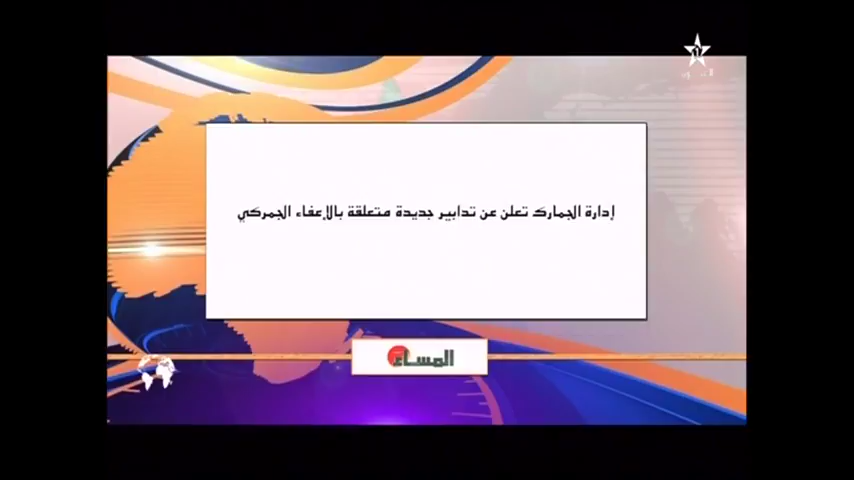 إدارة الجمارك تعلن عن تدابير جديدة متعلقة بالإعفاء الجمركي
المساء